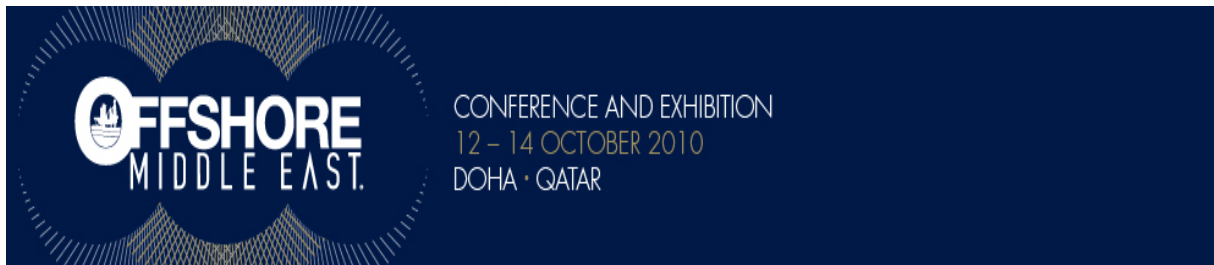 OFFSHORE
MIDDLE EAST.
CONFERENCE AND EXHIBITION
12 – 14 OCTOBER 2010
DOHA • QATAR